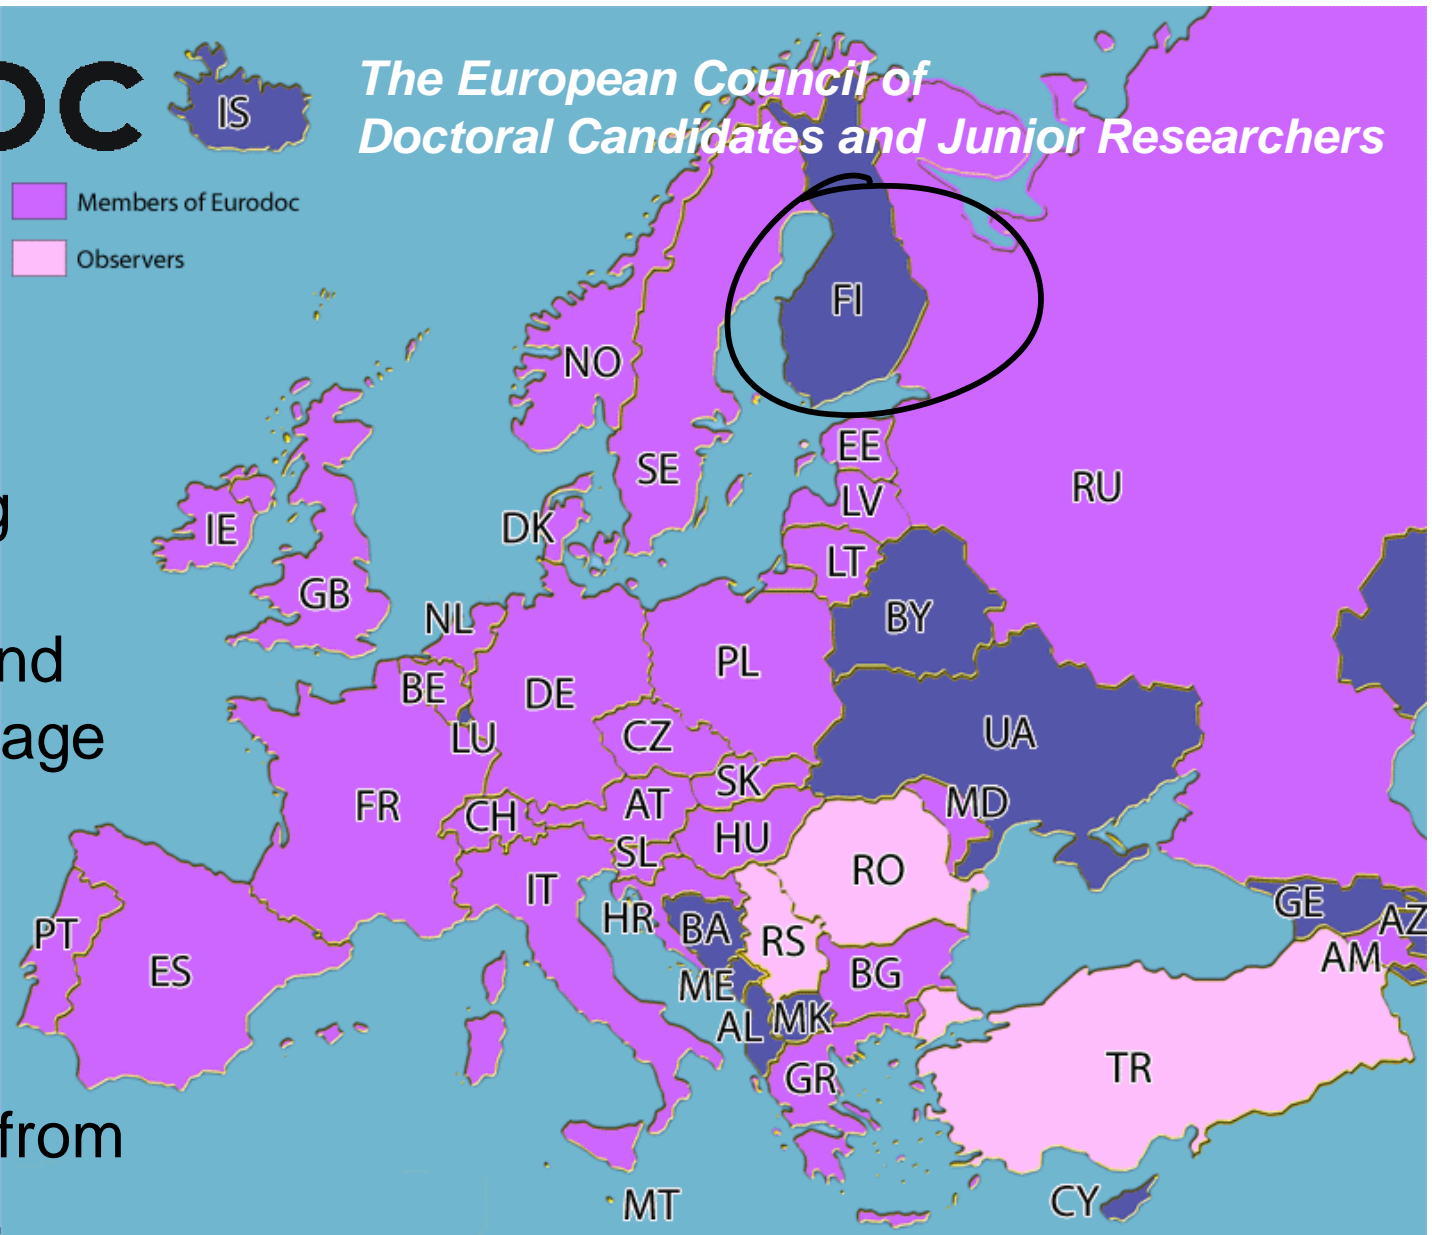 oc
The European Council of
Doctoral Candidates and Junior Researchers
IS
Members of Eurodoc
Observers
FI
NO
EE
SE
RU
g
LV
IE
DK
LT
GB
BY
NL
nd
PL
BE
DE
age
LU
CZ
UA
SK
FR
AT
MD
CH
HU
SL
RO
IT
GE
HR
BA
AZ
PT
RS
AM
ES
BG
ME
AL
MK
TR
GR
from
CY
MT